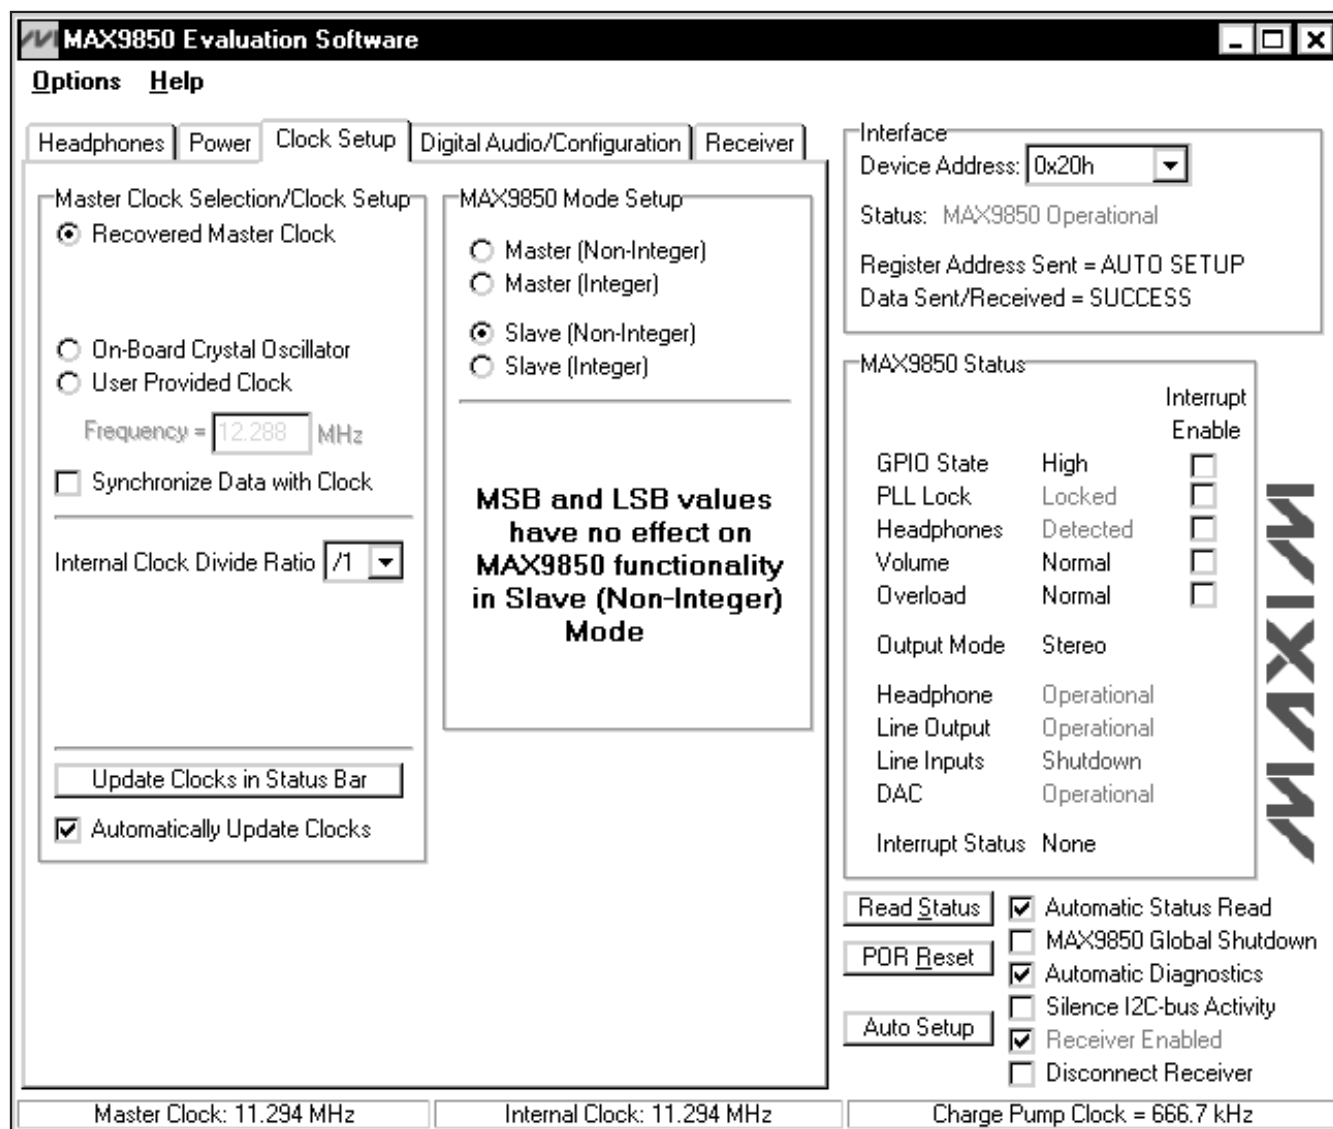 MAX9850 Evaluation Software
Options Help
Headphones Power Clock Setup Digital Audio/Configuration Receiver
Master Clock Selection/Clock Setup
Recovered Master Clock
On-Board Crystal Oscillator
User Provided Clock
Frequency = 12.288 MHz
Synchronize Data with Clock
Internal Clock Divide Ratio /1
Update Clocks in Status Bar
Automatically Update Clocks
MAX9850 Mode Setup
Master (Non-Integer)
Master (Integer)
Slave (Non-Integer)
Slave (Integer)
MSB and LSB values
have no effect on
MAX9850 functionality
in Slave (Non-Integer)
Mode
Interface
Device Address: 0x20h
Status: MAX9850 Operational
Register Address Sent = AUTO SETUP
Data Sent/Received = SUCCESS
MAX9850 Status
Interrupt
Enable
GPIO State High
PLL Lock Locked
Headphones Detected
Volume Normal
Overload Normal
Output Mode Stereo
Headphone Operational
Line Output Operational
Line Inputs Shutdown
DAC Operational
Interrupt Status None
MAXIM
Read Status
POR Reset
Auto Setup
Automatic Status Read
MAX9850 Global Shutdown
Automatic Diagnostics
Silence I2C-bus Activity
Receiver Enabled
Disconnect Receiver
Master Clock: 11.294 MHz
Internal Clock: 11.294 MHz
Charge Pump Clock = 666.7 kHz